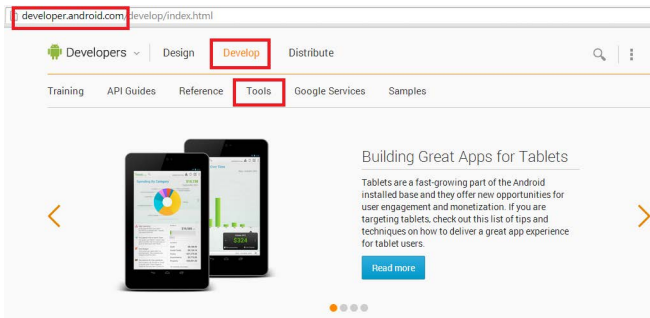 developer.android.com/develop/index.html
Developers Design Develop Distribute
Training API Guides Reference Tools Google Services Samples
Building Great Apps for Tablets
Tablets are a fast-growing part of the Android
installed base and they offer new opportunities for
user engagement and monetization. If you are
targeting tablets, check out this list of tips and
techniques on how to deliver a great app experience
for tablet users.
Read more
$324